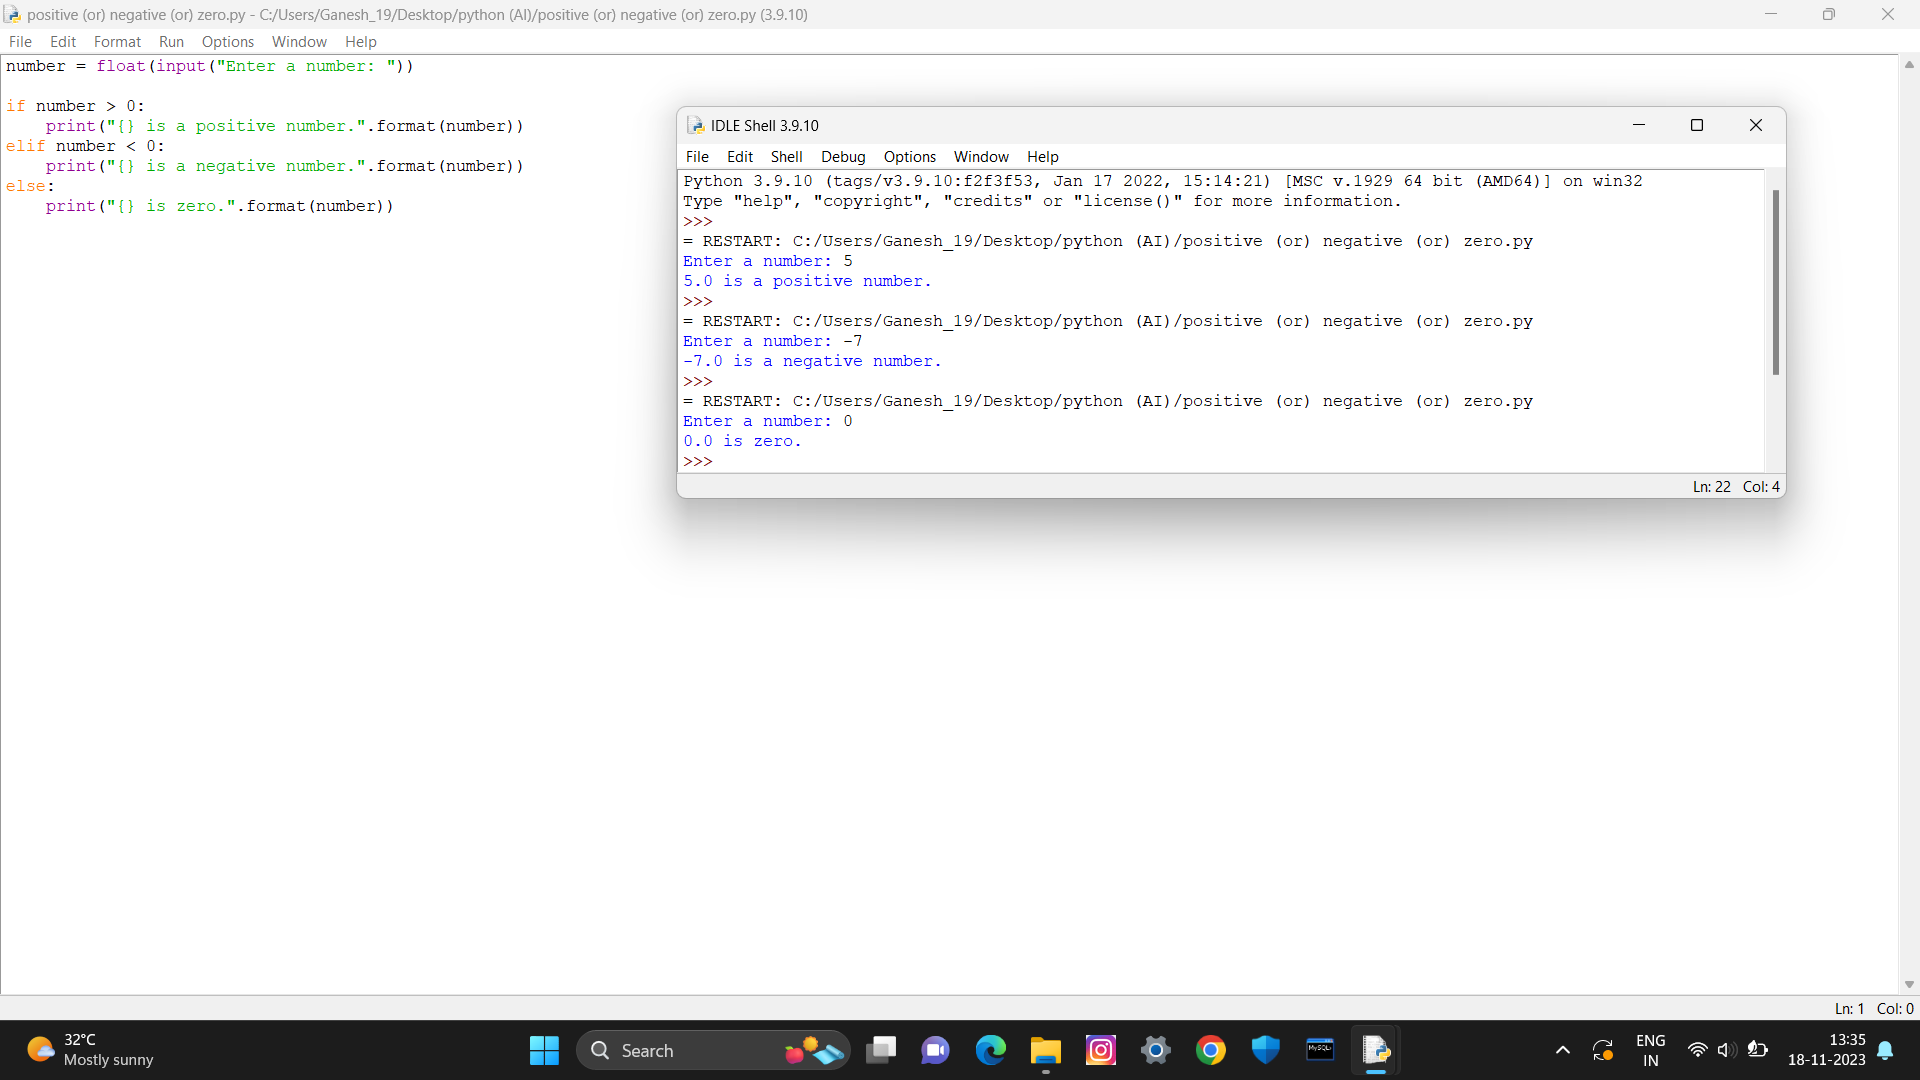 positive (or) negative (or) zero.py - C:/Users/Ganesh_19/Desktop/python (AI)/positive (or) negative (or) zero.py (3.9.10)
File Edit Format Run Options Window Help
number = float(input("Enter a number: "))
if number > 0:
    print("{} is a positive number.".format(number))
elif number < 0:
    print("{} is a negative number.".format(number))
else:
    print("{} is zero.".format(number))
IDLE Shell 3.9.10
File Edit Shell Debug Options Window Help
Python 3.9.10 (tags/v3.9.10:f2f3f53, Jan 17 2022, 15:14:21) [MSC v.1929 64 bit (AMD64)] on win32
Type "help", "copyright", "credits" or "license()" for more information.
>>>
= RESTART: C:/Users/Ganesh_19/Desktop/python (AI)/positive (or) negative (or) zero.py
Enter a number: 5
5.0 is a positive number.
>>>
= RESTART: C:/Users/Ganesh_19/Desktop/python (AI)/positive (or) negative (or) zero.py
Enter a number: -7
-7.0 is a negative number.
>>>
= RESTART: C:/Users/Ganesh_19/Desktop/python (AI)/positive (or) negative (or) zero.py
Enter a number: 0
0.0 is zero.
>>>
Ln: 22 Col: 4
Ln: 1 Col: 0
32°C
Mostly sunny
Search
MySQL
ENG
IN
13:35
18-11-2023